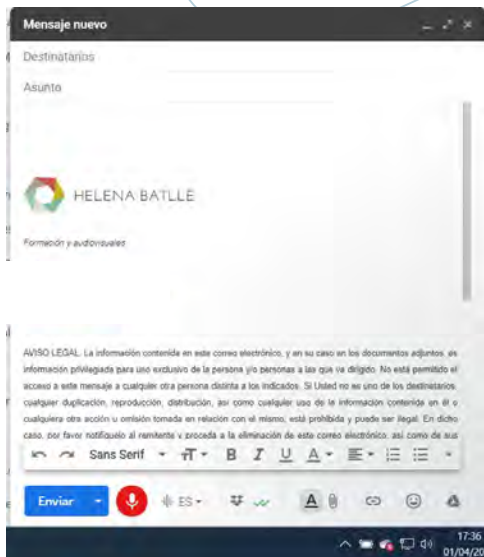 Mensaje nuevo
Destinatarios
Asunto
HELENA BATLLE
Formación y audiovisuales
AVISO LEGAL. La información contenida en este correo electrónico, y en su caso en los documentos adjuntos, es
información privilegiada para uso exclusivo de la persona y/o personas a las que va dirigido. No está permitido el
acceso a este mensaje a cualquier otra persona distinta a los indicados. Si Usted no es uno de los destinatarios,
cualquier duplicación, reproducción, distribución, así como cualquier uso de la información contenida en él o
cualquiera otra acción u omisión tomada en relación con el mismo, está prohibida y puede ser ilegal. En dicho
caso, por favor notifíquelo al remitente y proceda a la eliminación de este correo electrónico, así como de sus
Sans Serif
B I U A
Enviar ES A
17:36
01/04/20